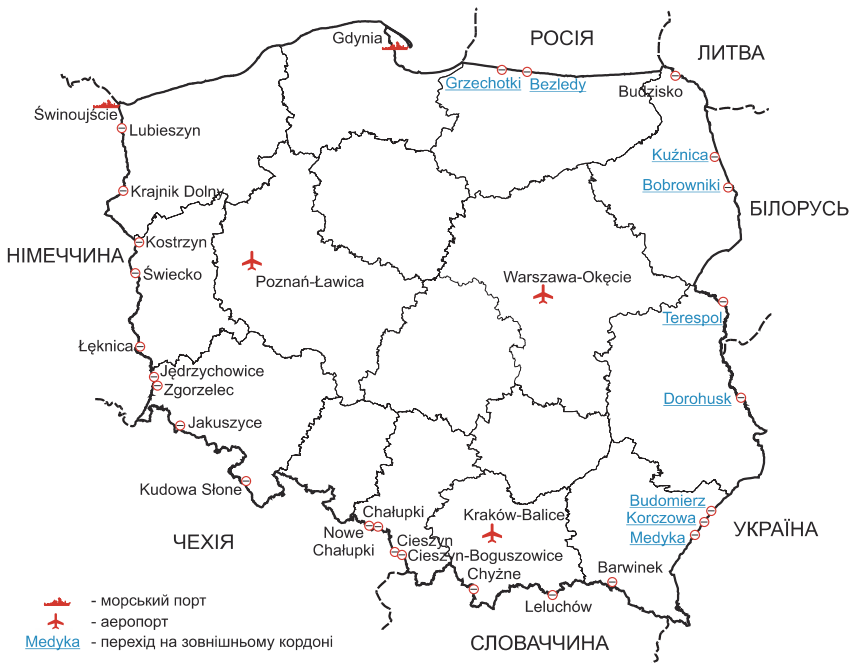 Gdynia
РОСІЯ
ЛИТВА
Grzechotki
Bezledy
Budzisko
Świnoujście
Lubieszyn
Kuźnica
Krajnik Dolny
Bobrowniki
БІЛОРУСЬ
Kostrzyn
НІМЕЧЧИНА
Świecko
Poznań-Ławica
Warszawa-Okęcie
Terespol
Łęknica
Jędrzychowice
Zgorzelec
Dorohusk
Jakuszyce
Kudowa Słone
Budomierz
Chałupki
Kraków-Balice
Korczowa
УКРАЇНА
Nowe
Chałupki
Medyka
ЧЕХІЯ
Cieszyn
Cieszyn-Boguszowice
Chyżne
Barwinek
Leluchów
СЛОВАЧЧИНА
- морський порт
- аеропорт
Medyka - перехід на зовнішньому кордоні